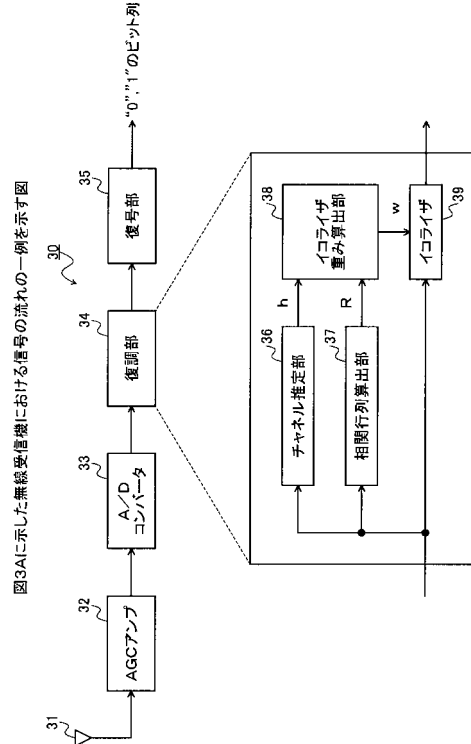 図3Aに示した無線受信機における信号の流れの一例を示す図
30
31
32
AGCアンプ
33
A/D
コンバータ
34
復調部
35
復号部
“0”,“1”のビット列
36
チャネル推定部
h
37
相関行列算出部
R
38
イコライザ
重み算出部
w
イコライザ
39